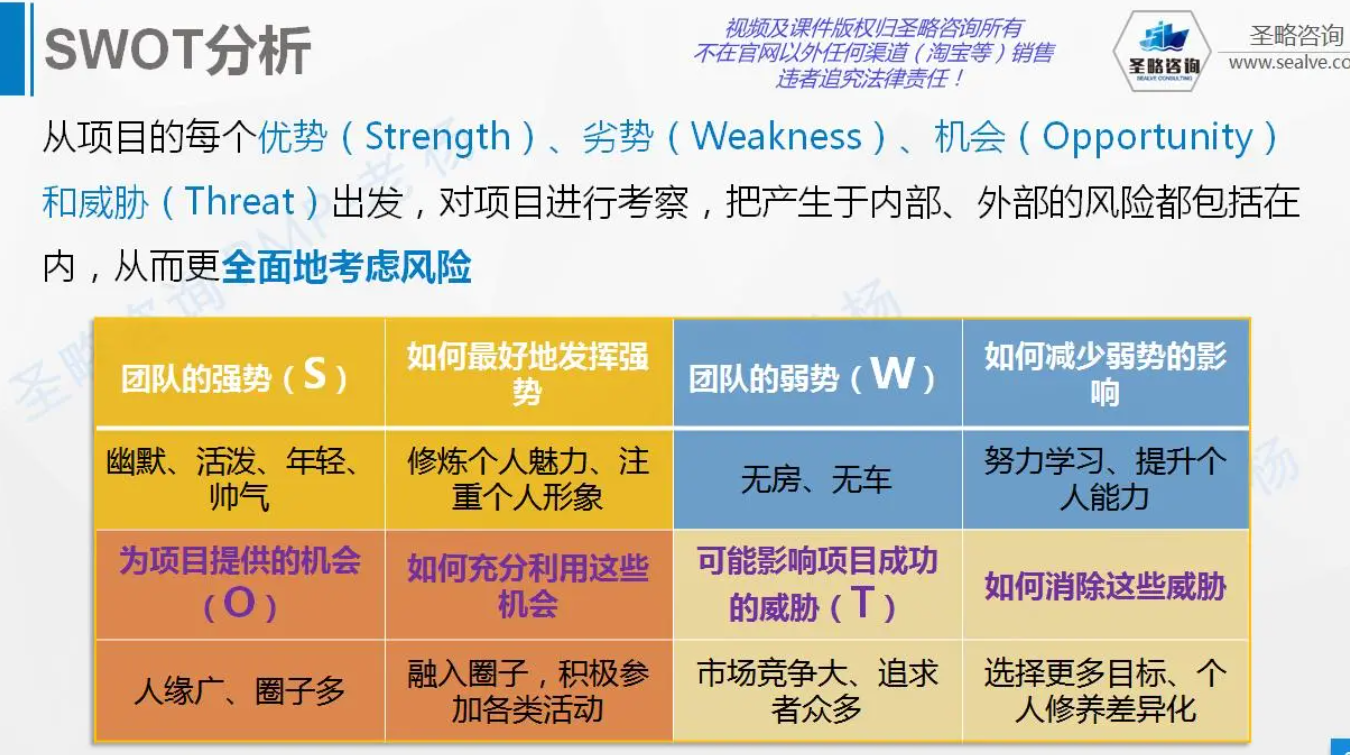 SWOT分析
视频及课件版权归圣略咨询所有
不在官网以外任何渠道（淘宝等）销售
违者追究法律责任！
圣略咨询
SEALVE CONSULTING
圣略咨询
www.sealve.co
从项目的每个优势（Strength）、劣势（Weakness）、机会（Opportunity）
和威胁（Threat）出发，对项目进行考察，把产生于内部、外部的风险都包括在
内，从而更全面地考虑风险
团队的强势（S）
如何最好地发挥强
势
团队的弱势（W）
如何减少弱势的影
响
幽默、活泼、年轻、
帅气
修炼个人魅力、注
重个人形象
无房、无车
努力学习、提升个
人能力
为项目提供的机会
（O）
如何充分利用这些
机会
可能影响项目成功
的威胁（T）
如何消除这些威胁
人缘广、圈子多
融入圈子，积极参
加各类活动
市场竞争大、追求
者众多
选择更多目标、个
人修养差异化
圣略咨询PMP老杨
杨
杨